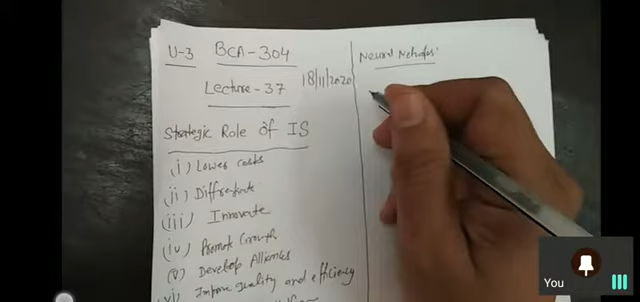 U-3 BCA-304
Lecture-37 18/11/2020
Strategic Role of IS
(i) Lower costs
(ii) Differentiate
(iii) Innovate
(iv) Promote Growth
(v) Develop Alliances
(vi) Improve quality and efficiency
Neural Networks'
You